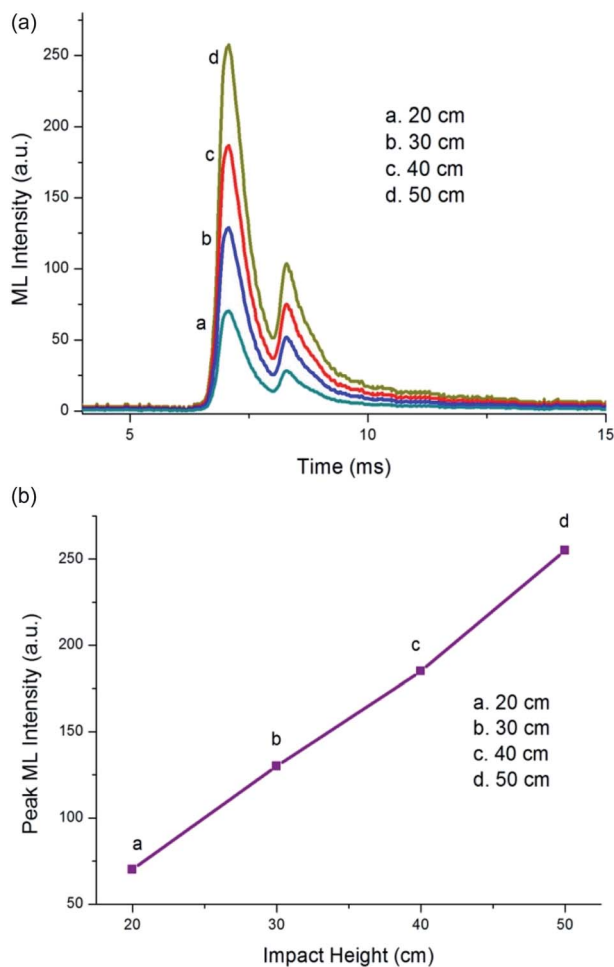 (a)
250
200
150
100
50
0
ML Intensity (a.u.)
d
c
b
a
a. 20 cm
b. 30 cm
c. 40 cm
d. 50 cm
5
10
15
Time (ms)
(b)
250
200
150
100
50
Peak ML Intensity (a.u.)
d
c
b
a
a. 20 cm
b. 30 cm
c. 40 cm
d. 50 cm
20
30
40
50
Impact Height (cm)